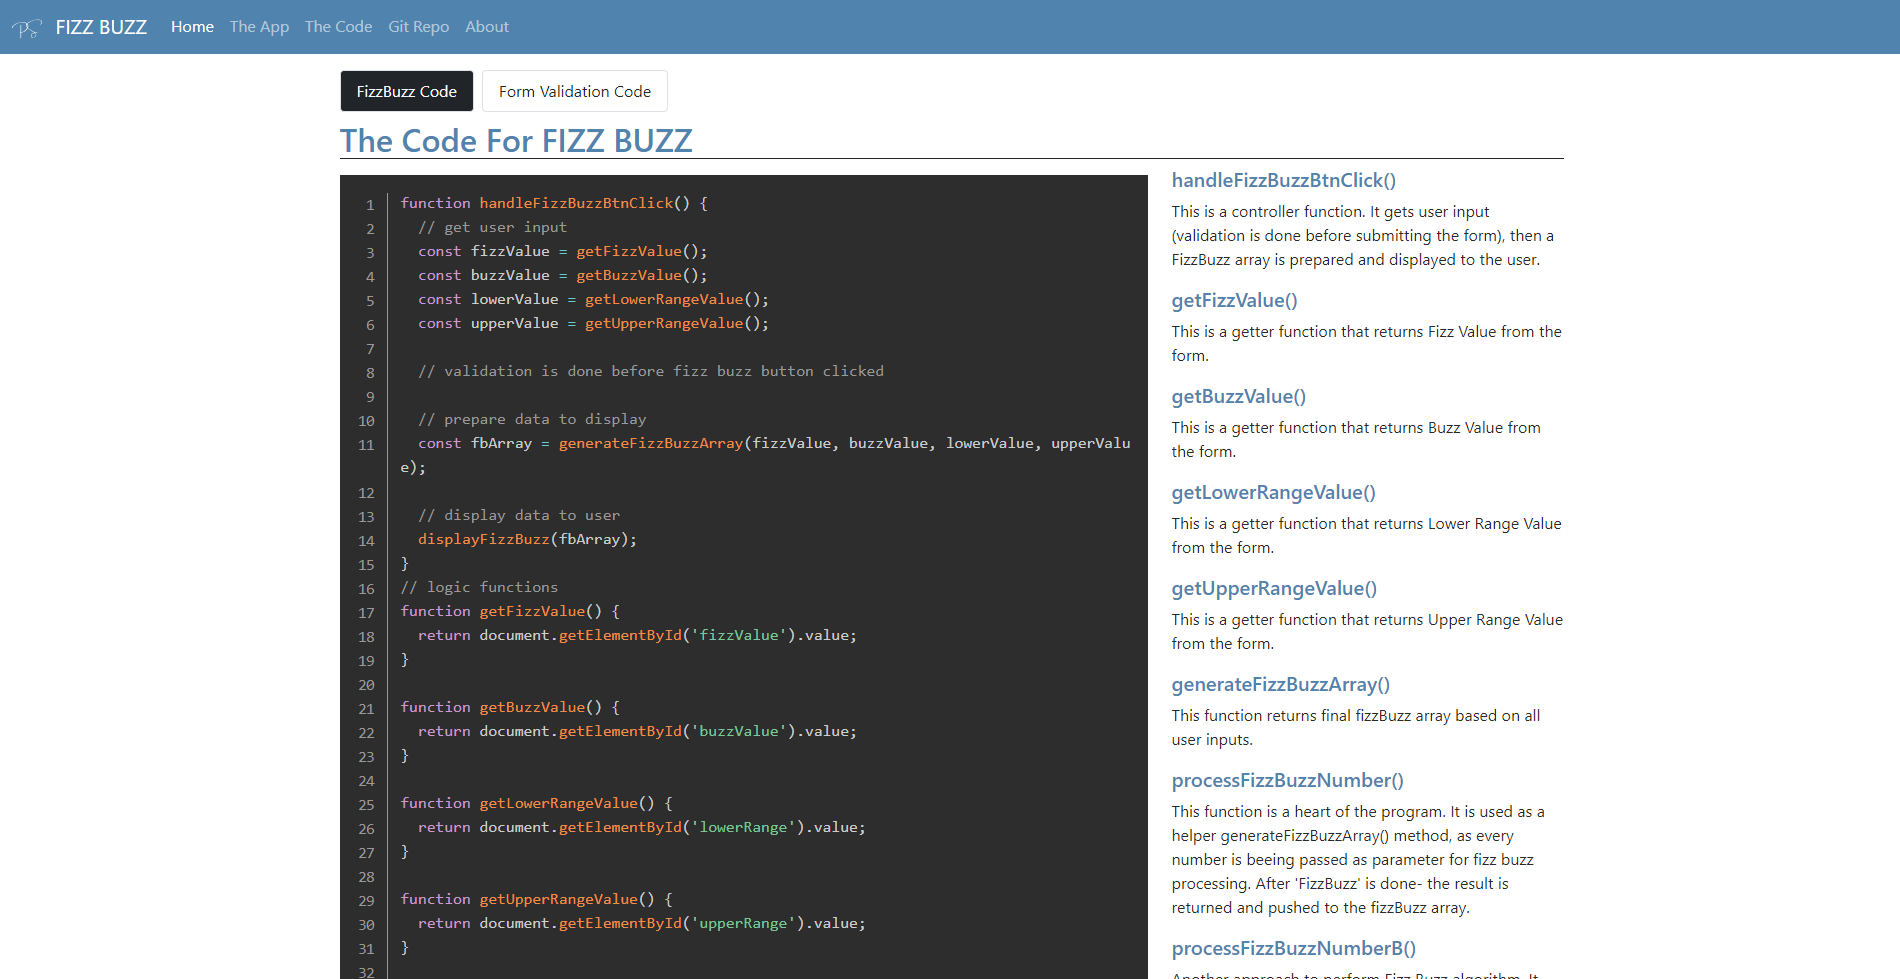 PS FIZZ BUZZ Home The App The Code Git Repo About
FizzBuzz Code Form Validation Code
The Code For FIZZ BUZZ
1 function handleFizzBuzzBtnClick() {
2 // get user input
3 const fizzValue = getFizzValue();
4 const buzzValue = getBuzzValue();
5 const lowerValue = getLowerRangeValue();
6 const upperValue = getUpperRangeValue();
7
8 // validation is done before fizz buzz button clicked
9
10 // prepare data to display
11 const fbArray = generateFizzBuzzArray(fizzValue, buzzValue, lowerValue, upperValu
e);
12
13 // display data to user
14 displayFizzBuzz(fbArray);
15 }
16 // logic functions
17 function getFizzValue() {
18 return document.getElementById('fizzValue').value;
19 }
20
21 function getBuzzValue() {
22 return document.getElementById('buzzValue').value;
23 }
24
25 function getLowerRangeValue() {
26 return document.getElementById('lowerRange').value;
27 }
28
29 function getUpperRangeValue() {
30 return document.getElementById('upperRange').value;
31 }
32
handleFizzBuzzBtnClick()
This is a controller function. It gets user input
(validation is done before submitting the form), then a
FizzBuzz array is prepared and displayed to the user.
getFizzValue()
This is a getter function that returns Fizz Value from the
form.
getBuzzValue()
This is a getter function that returns Buzz Value from
the form.
getLowerRangeValue()
This is a getter function that returns Lower Range Value
from the form.
getUpperRangeValue()
This is a getter function that returns Upper Range Value
from the form.
generateFizzBuzzArray()
This function returns final fizzBuzz array based on all
user inputs.
processFizzBuzzNumber()
This function is a heart of the program. It is used as a
helper generateFizzBuzzArray() method, as every
number is beeing passed as parameter for fizz buzz
processing. After 'FizzBuzz' is done- the result is
returned and pushed to the fizzBuzz array.
processFizzBuzzNumberB()
Another approach to perform Fizz Buzz algorithm. It